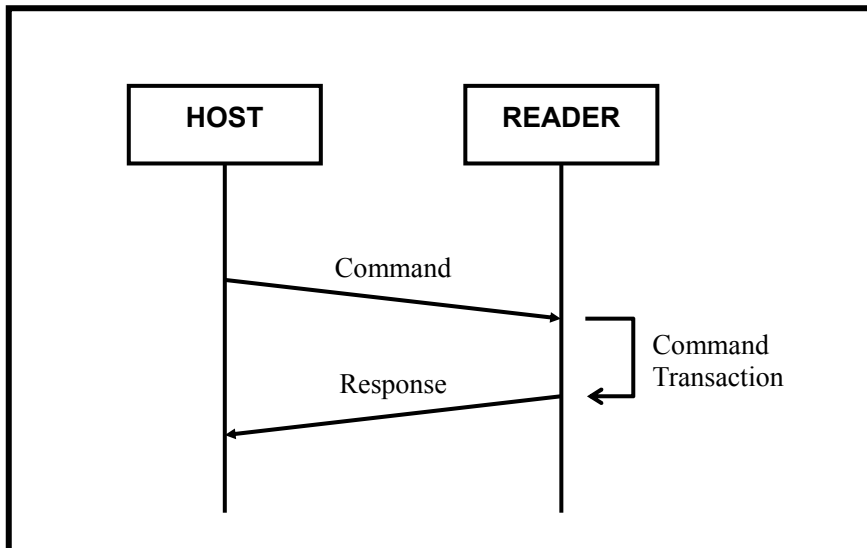 HOST
READER
Command
Command
Transaction
Response